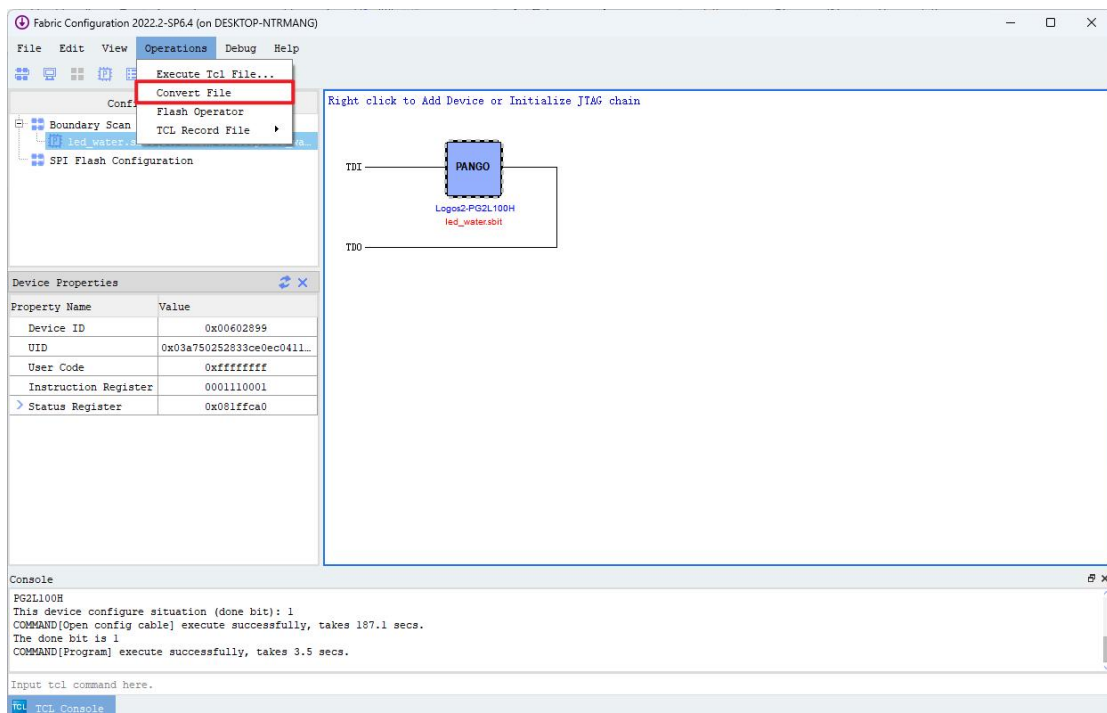 Fabric Configuration 2022.2-SP6.4 (on DESKTOP-NTRMANG)
File Edit View Operations Debug Help
Execute Tcl File...
Convert File
Flash Operator
TCL Record File
Boundary Scan
SPI Flash Configuration
Right click to Add Device or Initialize JTAG chain
TDI
PANGO
Logos2-PG2L100H
led_water.sbit
TDO
Device Properties
Property Name Value
Device ID 0x00602899
UID 0x03a750252833ce0ec0411...
User Code 0xffffffff
Instruction Register 0001110001
Status Register 0x081ffca0
Console
PG2L100H
This device configure situation (done bit): 1
COMMAND[Open config cable] execute successfully, takes 187.1 secs.
The done bit is 1
COMMAND[Program] execute successfully, takes 3.5 secs.
Input tcl command here.
TCL TCL Console